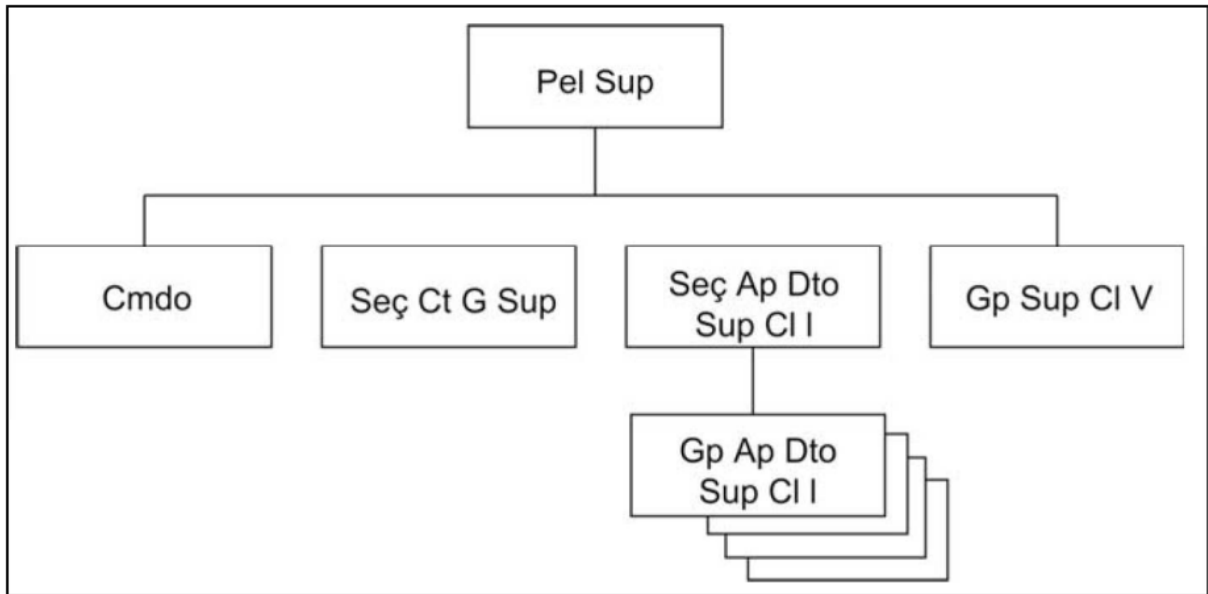 Pel Sup
Cmdo
Seç Ct G Sup
Seç Ap Dto
Sup Cl I
Gp Sup Cl V
Gp Ap Dto
Sup Cl I